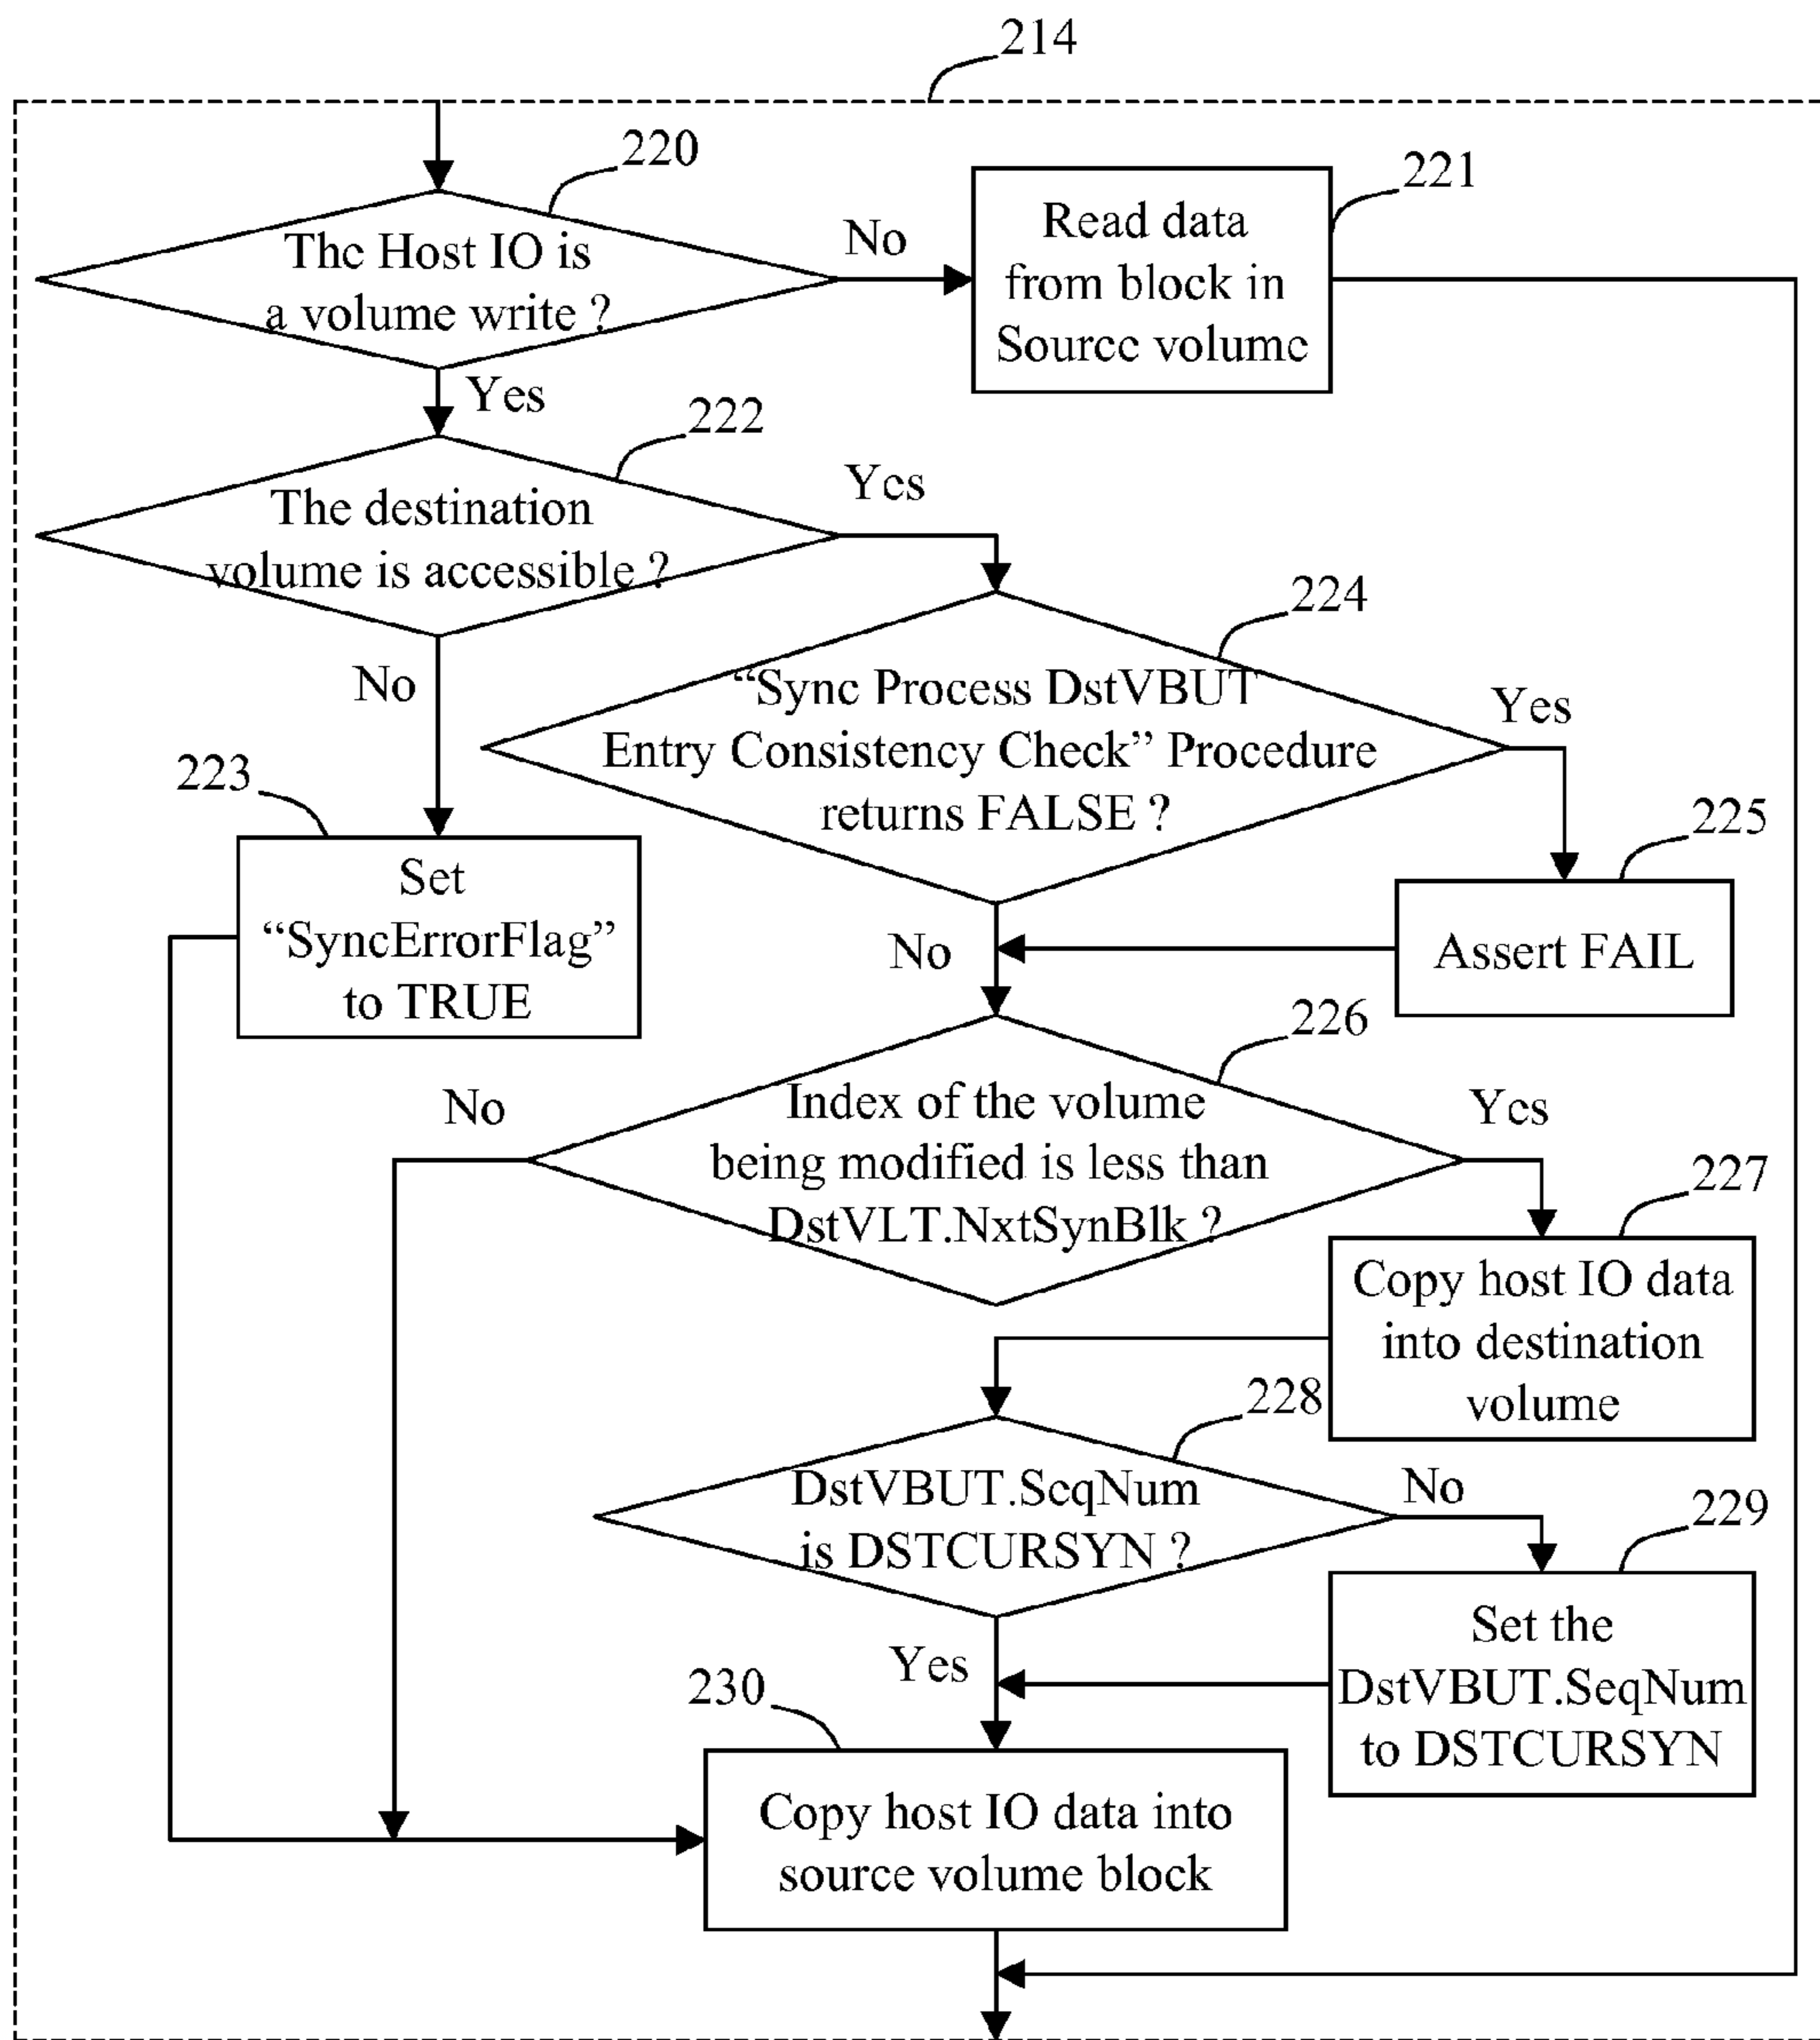 214
220
The Host IO is
a volume write ?
No
Yes
221
Read data
from block in
Source volume
222
The destination
volume is accessible ?
Yes
No
224
“Sync Process DstVBUT
Entry Consistency Check” Procedure
returns FALSE ?
Yes
No
223
Set
“SyncErrorFlag”
to TRUE
225
Assert FAIL
226
Index of the volume
being modified is less than
DstVLT.NxtSynBlk ?
No
Yes
227
Copy host IO data
into destination
volume
228
DstVBUT.SeqNum
is DSTCURSYN ?
No
Yes
229
Set the
DstVBUT.SeqNum
to DSTCURSYN
230
Copy host IO data into
source volume block